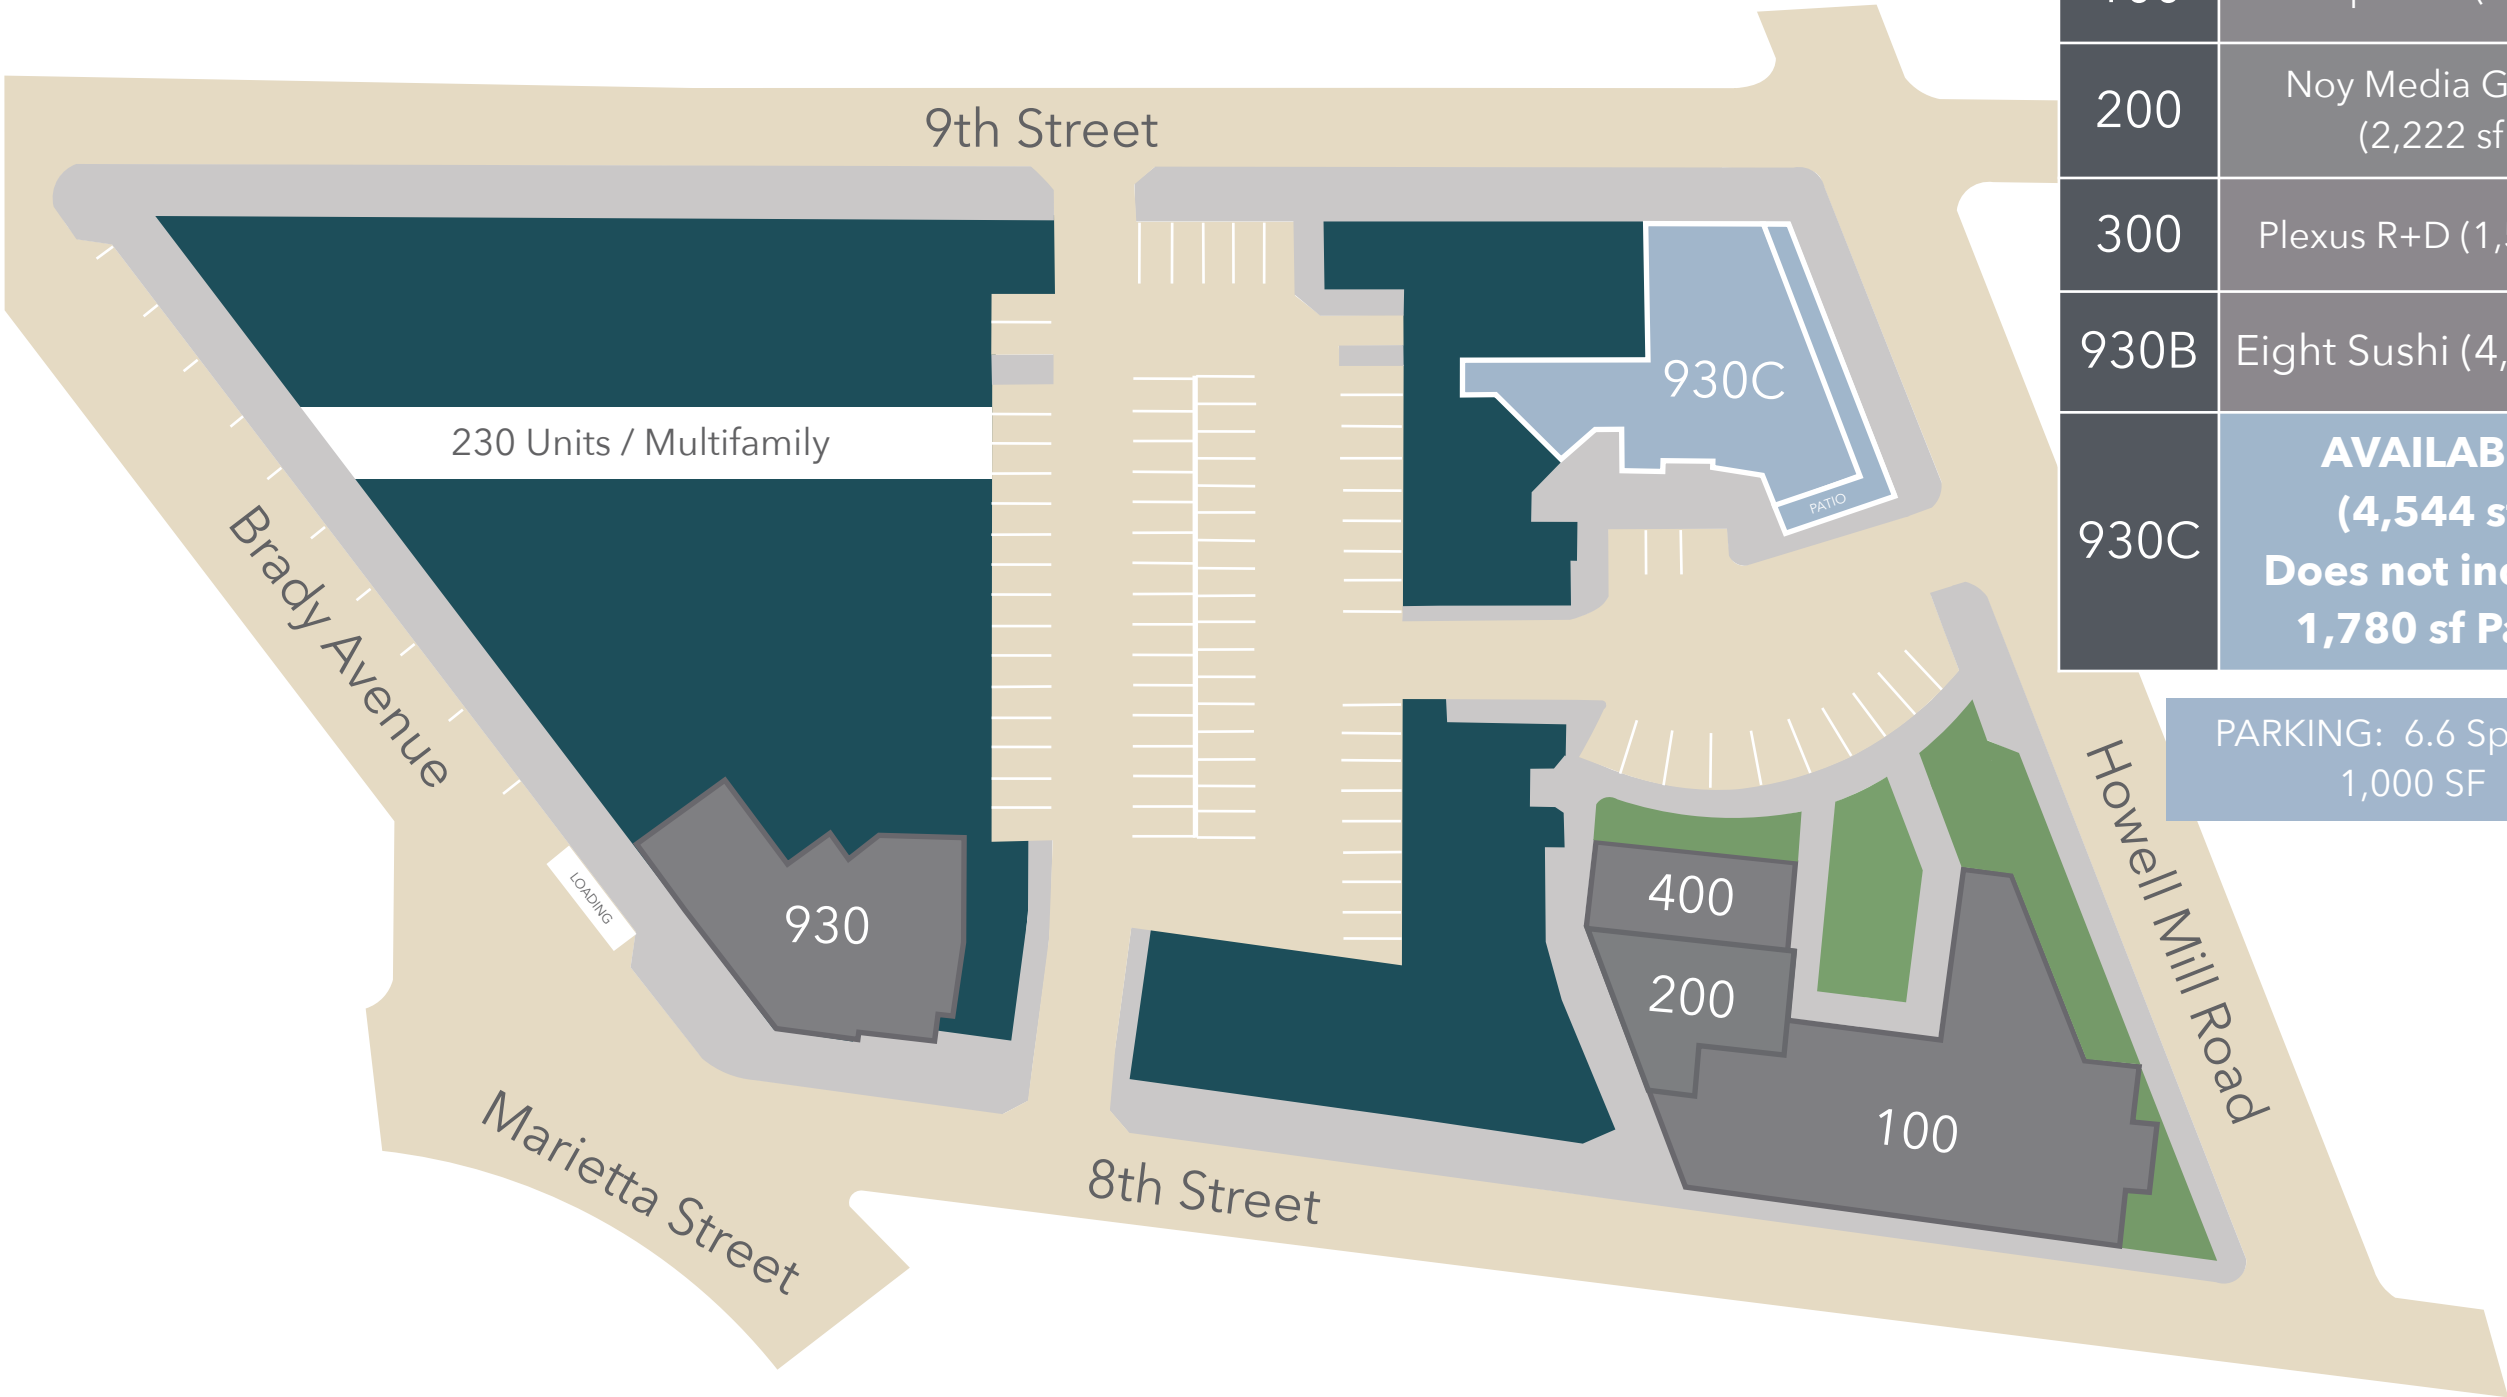 9th Street
200
Noy Media G
(2,222 sf
300
Plexus R+D (1,
930B
Eight Sushi (4,
930C
AVAILAB
(4,544 s
Does not inc
1,780 sf Pa
PARKING: 6.6 Sp
1,000 SF
930C
PATIO
230 Units / Multifamily
Brady Avenue
LOADING
930
400
200
100
Howell Mill Road
Marietta Street
8th Street